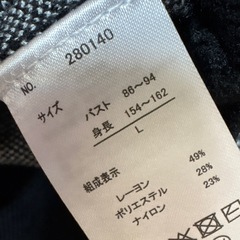 NO. 280140
サイズ バスト 86~94
身長 154~162
L
組成表示
レーヨン 49%
ポリエステル 28%
ナイロン 23%